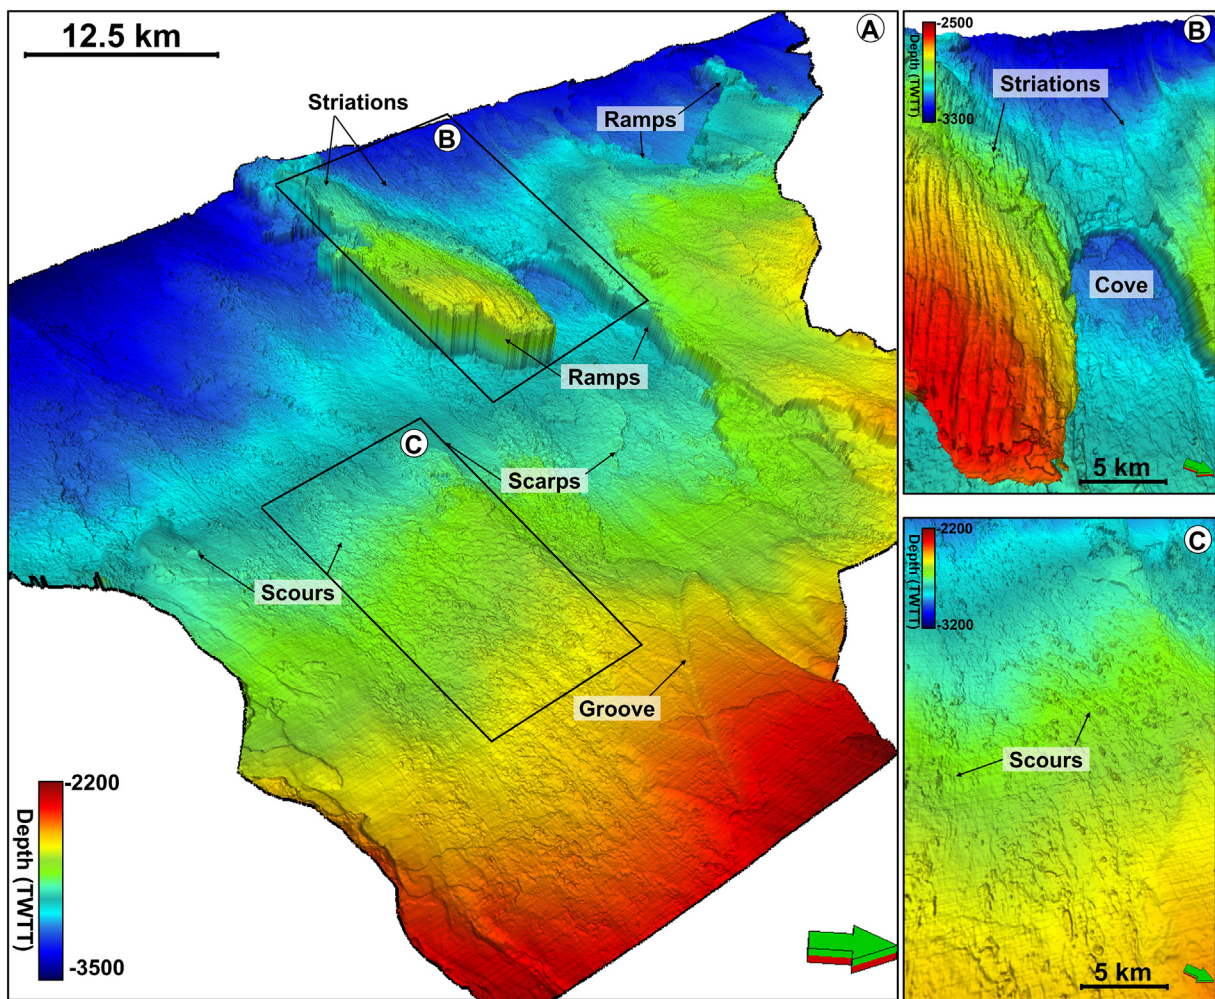 12.5 km
A
Striations
Ramps
B
Ramps
C
Scarps
Scours
Groove
-2200
Depth (TWTT)
-3500
-2500
Depth (TWTT)
-3300
B
Striations
Cove
5 km
-2200
Depth (TWTT)
-3200
C
Scours
5 km